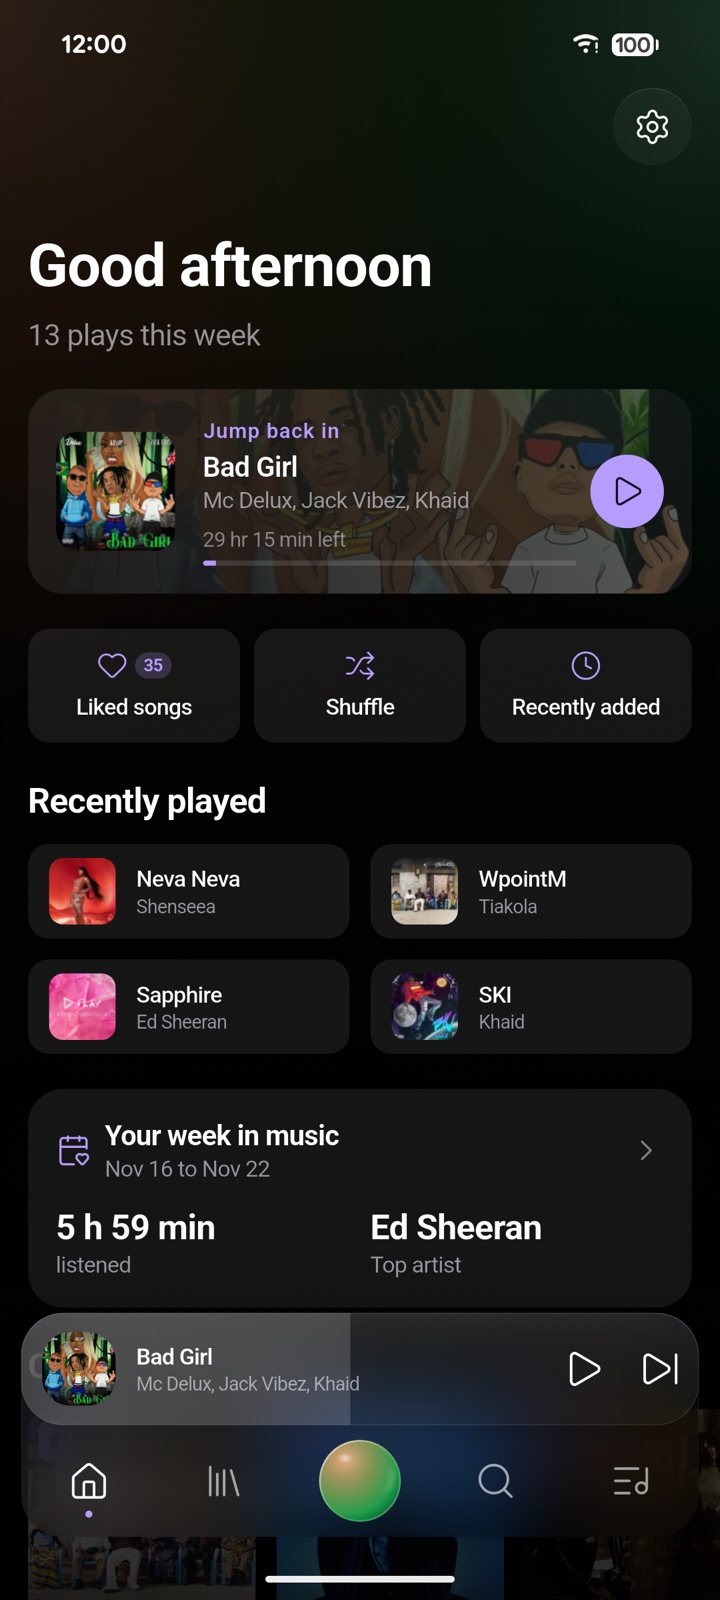 12:00
100
Good afternoon
13 plays this week
Jump back in
Bad Girl
Mc Delux, Jack Vibez, Khaid
29 hr 15 min left
BAD GIRL
35
Liked songs
Shuffle
Recently added
Recently played
Neva Neva
Shenseea
WpointM
Tiakola
PLAY
Sapphire
Ed Sheeran
SKI
Khaid
Your week in music
Nov 16 to Nov 22
5 h 59 min
listened
Ed Sheeran
Top artist
Bad Girl
Mc Delux, Jack Vibez, Khaid